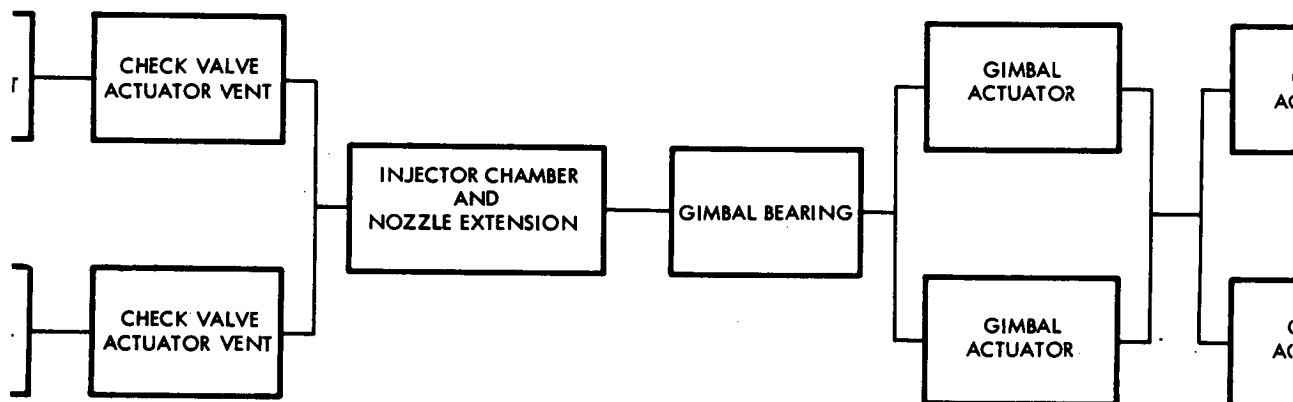 CHECK VALVE
ACTUATOR VENT
GIMBAL
ACTUATOR
INJECTOR CHAMBER
AND
NOZZLE EXTENSION
GIMBAL BEARING
CHECK VALVE
ACTUATOR VENT
GIMBAL
ACTUATOR